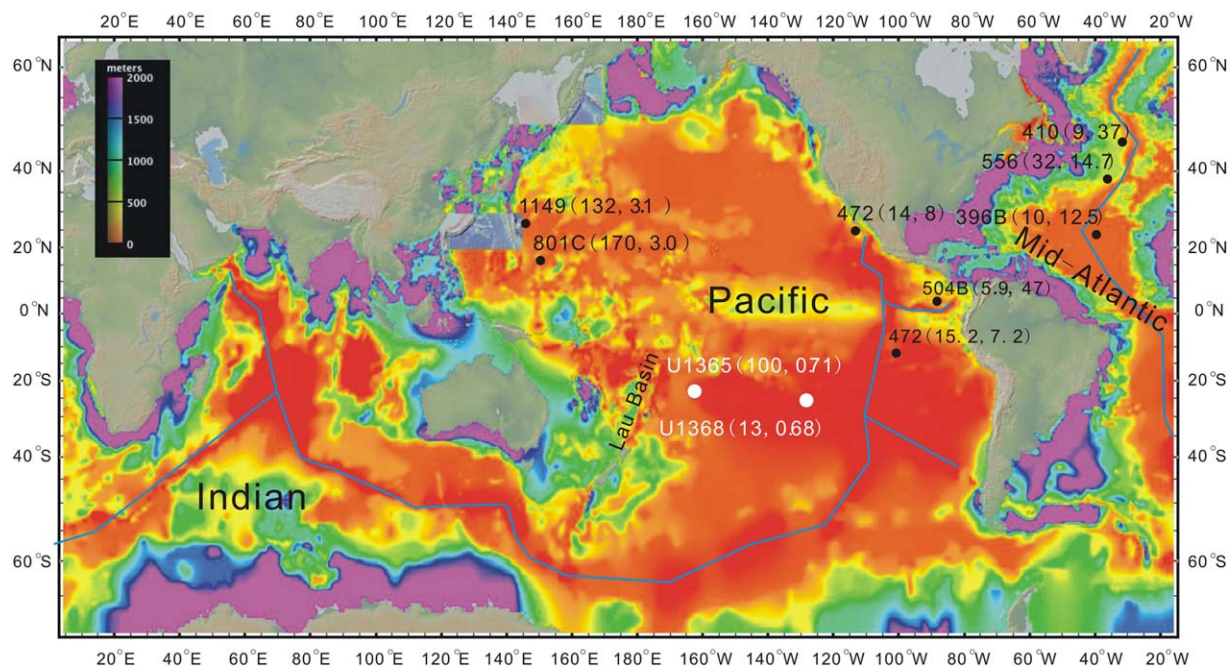 20°E 40°E 60°E 80°E 100°E 120°E 140°E 160°E 180°E 160°W 140°W 120°W 100°W 80°W 60°W 40°W 20°W
60°N 60°N
meters
2000
1500
1000
500
0
410(9, 37)
40°N 40°N
556(32, 14.7)
1149(132, 3.1)
472(14, 8) 396B(10, 12.5)
20°N 20°N
801C(170, 3.0)
Mid-Atlantic
504B(5.9, 47)
Pacific
0°N 0°N
472(15.2, 7.2)
U1365(100, 0.71)
20°S 20°S
Lau Basin
U1368(13, 0.68)
40°S 40°S
Indian
60°S 60°S
20°E 40°E 60°E 80°E 100°E 120°E 140°E 160°E 180°E 160°W 140°W 120°W 100°W 80°W 60°W 40°W 20°W